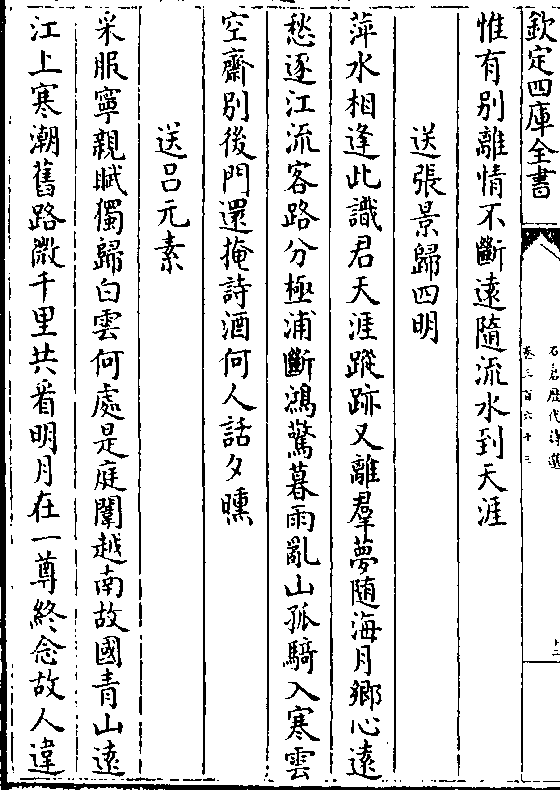 欽定四庫全書
石倉歷代詩選
卷三百六十三
惟有別離情不斷遠隨流水到天涯
送張景歸四明
萍水相逢此識君天涯蹤跡又離羣夢隨海月鄉心遠
愁逐江流客路分極浦斷鴻驚暮雨亂山孤騎入寒雲
空齋別後門還掩詩酒何人話夕曛
送呂元素
采服寧親賦獨歸白雲何處是庭闈越南故國青山遠
江上寒潮舊路微千里共看明月在一尊終念故人違